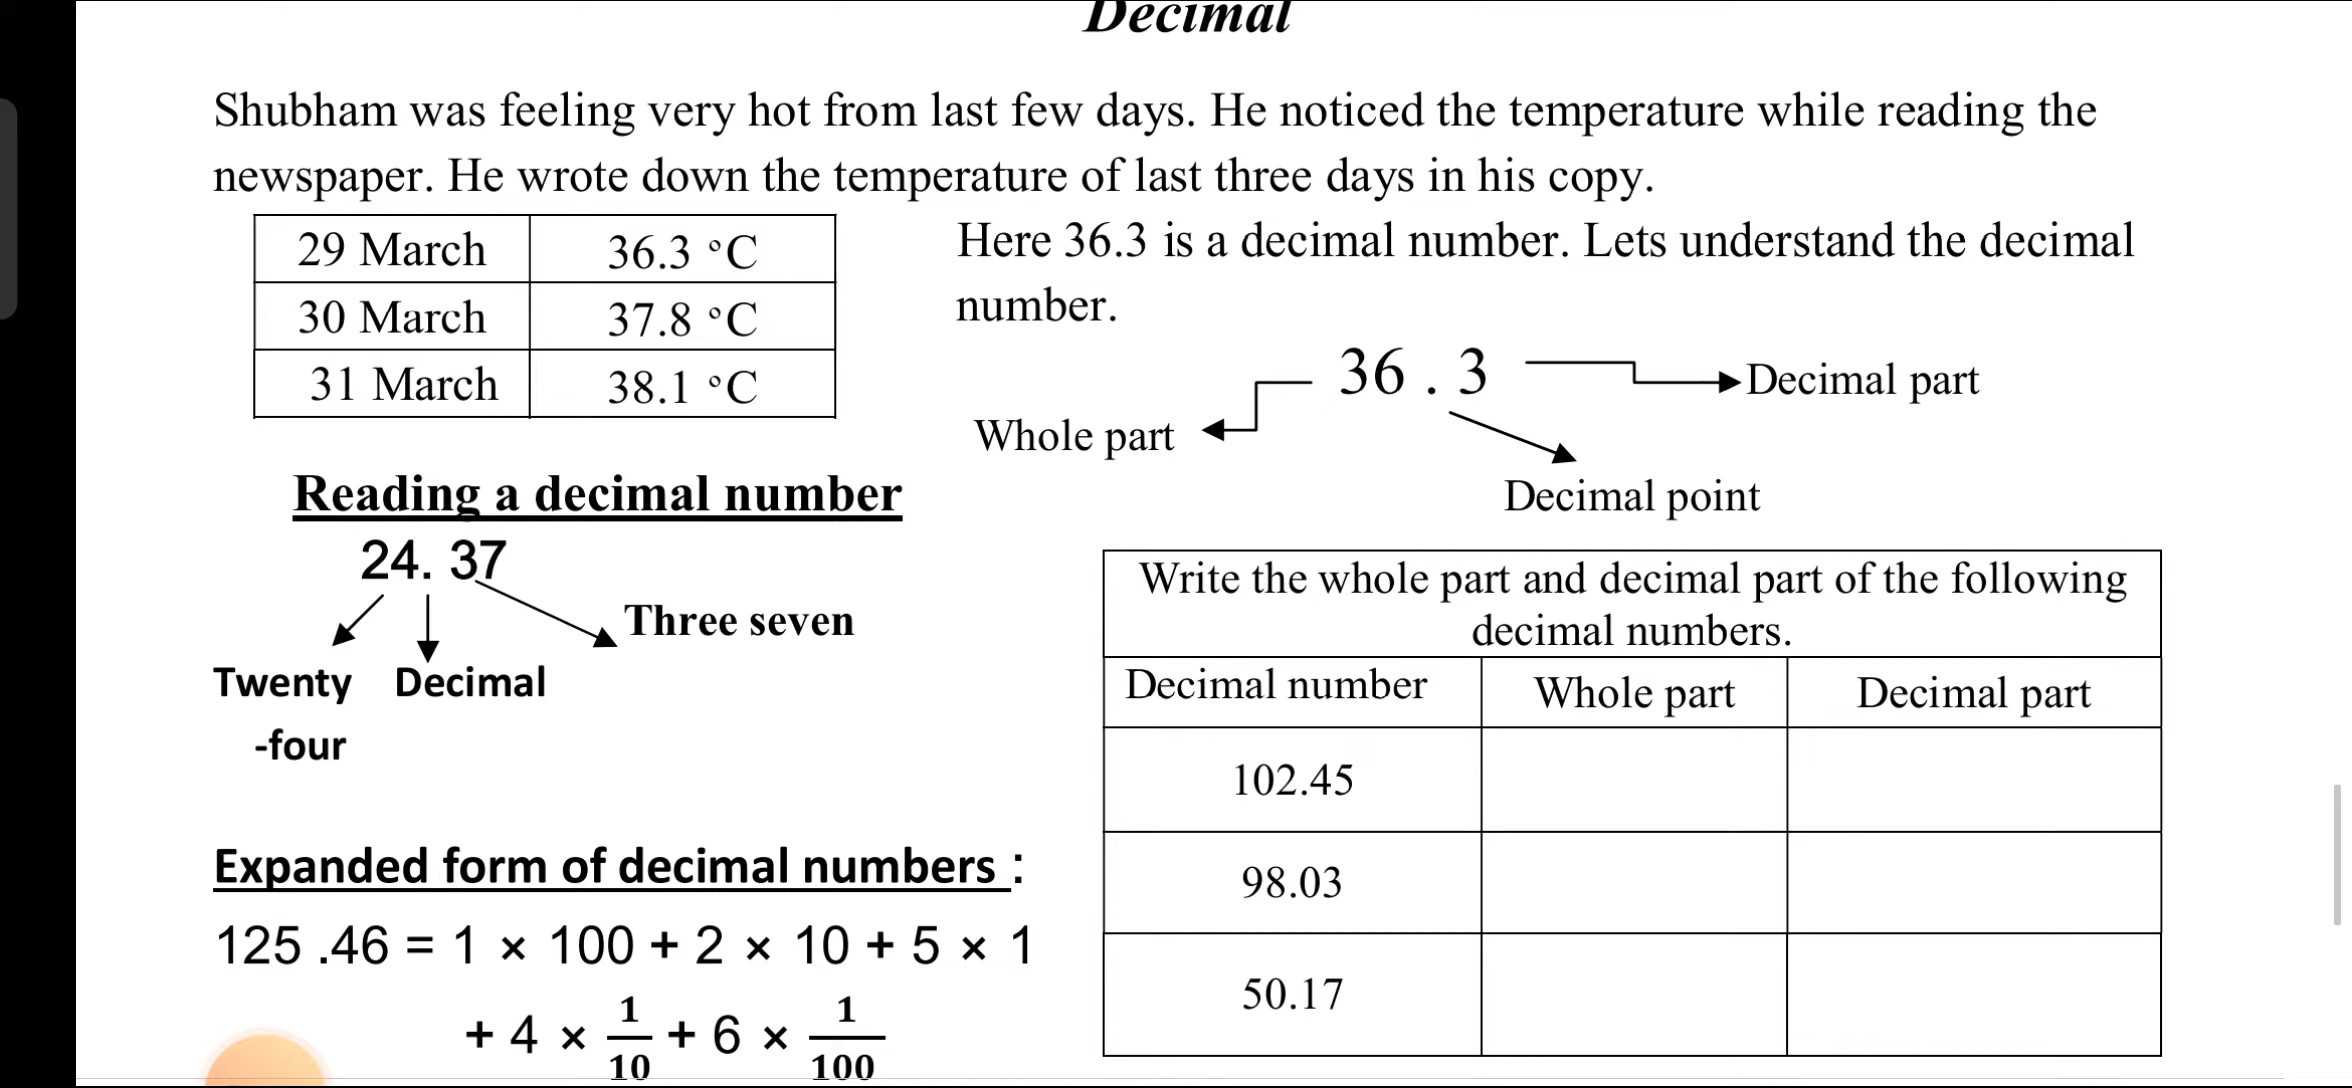 Decimal
Shubham was feeling very hot from last few days. He noticed the temperature while reading the
newspaper. He wrote down the temperature of last three days in his copy.
29 March 36.3 °C
30 March 37.8 °C
31 March 38.1 °C
Here 36.3 is a decimal number. Lets understand the decimal
number.
36 . 3 Decimal part
Whole part
Decimal point
Reading a decimal number
24. 37
Three seven
Twenty Decimal
-four
Write the whole part and decimal part of the following
decimal numbers.
Decimal number Whole part Decimal part
102.45
98.03
50.17
Expanded form of decimal numbers :
125 .46 = 1 × 100 + 2 × 10 + 5 × 1
+ 4 × 1/10 + 6 × 1/100